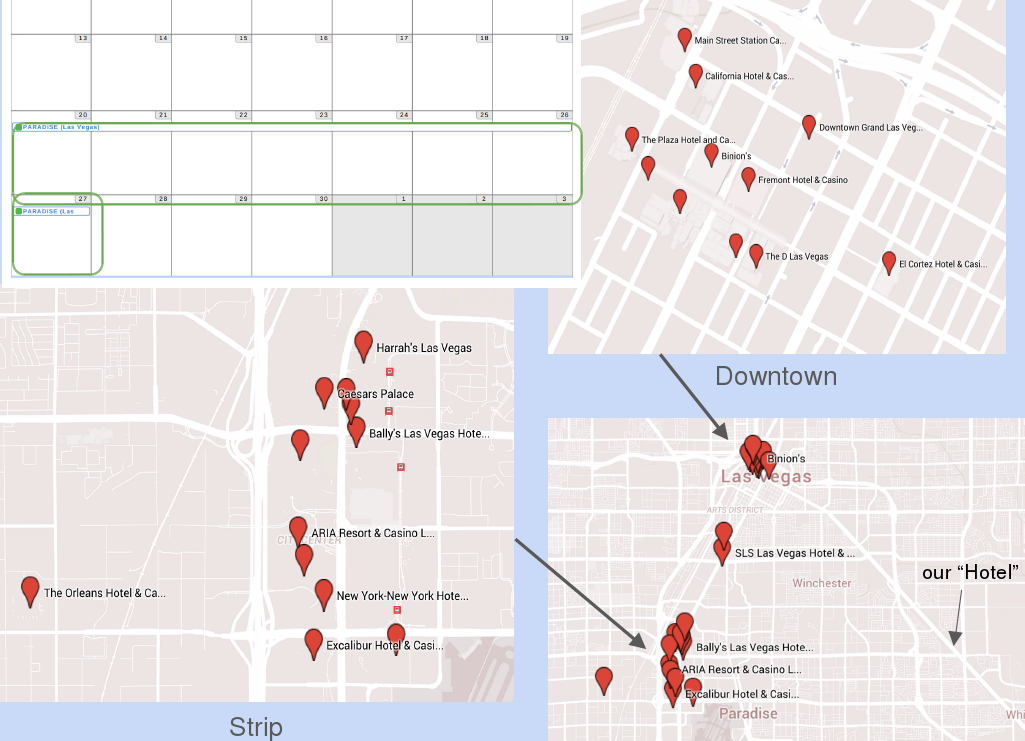 13 14 15 16 17 18 19
20 21 22 23 24 25 26
PARADISE (Las Vegas)
27 28 29 30 1 2 3
PARADISE (Las
Main Street Station Ca...
California Hotel & Cas...
Downtown Grand Las Veg...
The Plaza Hotel and Ca...
Binion's
Fremont Hotel & Casino
The D Las Vegas
El Cortez Hotel & Casi...
Downtown
Harrah's Las Vegas
Caesars Palace
Bally's Las Vegas Hote...
ARIA Resort & Casino L...
CITYCENTER
The Orleans Hotel & Ca...
New York-New York Hote...
Excalibur Hotel & Casi...
Strip
Binion's
Las Vegas
ARTS DISTRICT
SLS Las Vegas Hotel & ...
Winchester
our “Hotel”
Bally's Las Vegas Hote...
ARIA Resort & Casino L...
Excalibur Hotel & Casi...
Paradise
Whi